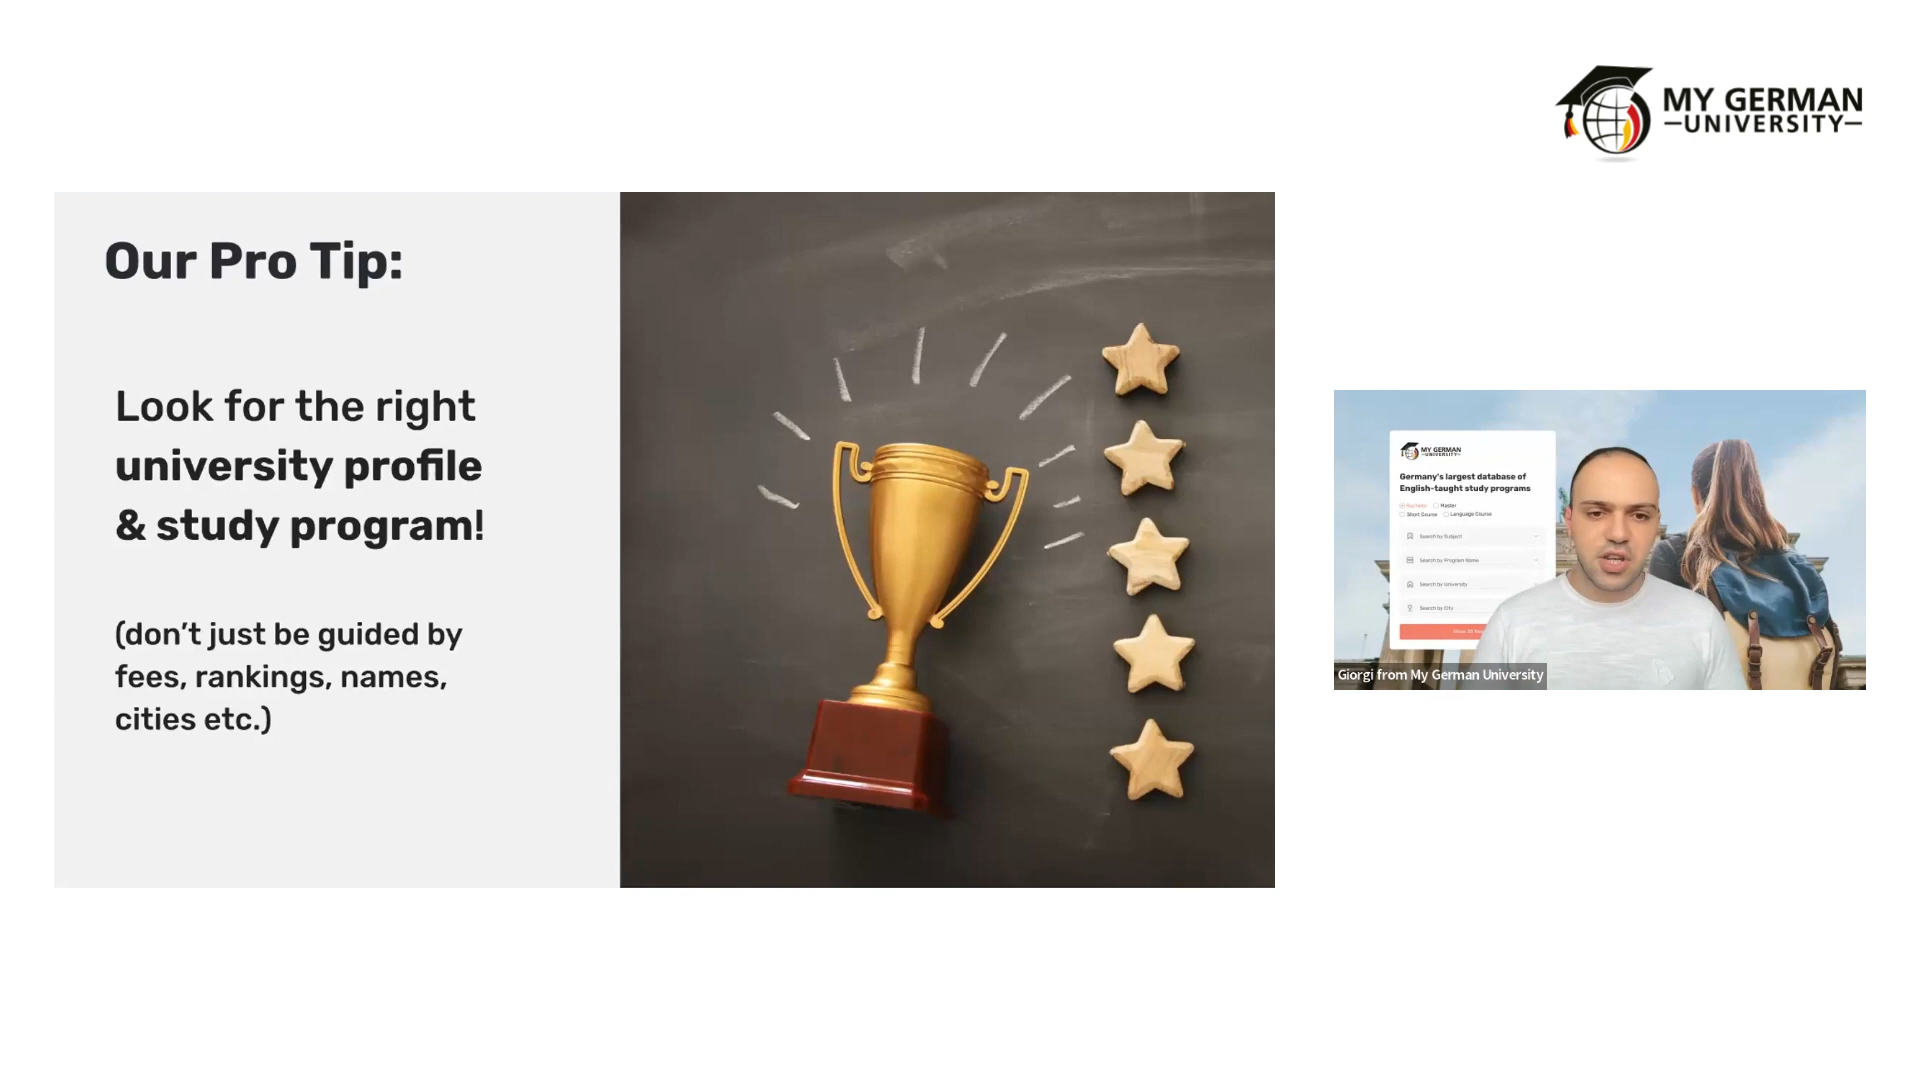 MY GERMAN
UNIVERSITY
Our Pro Tip:
Look for the right
university profile
& study program!
(don’t just be guided by
fees, rankings, names,
cities etc.)
MY GERMAN
UNIVERSITY
Germany's largest database of
English-taught study programs
Bachelor Master
Short Course Language Course
Search by Subject
Search by Program Name
Search by University
Search by City
Giorgi from My German University